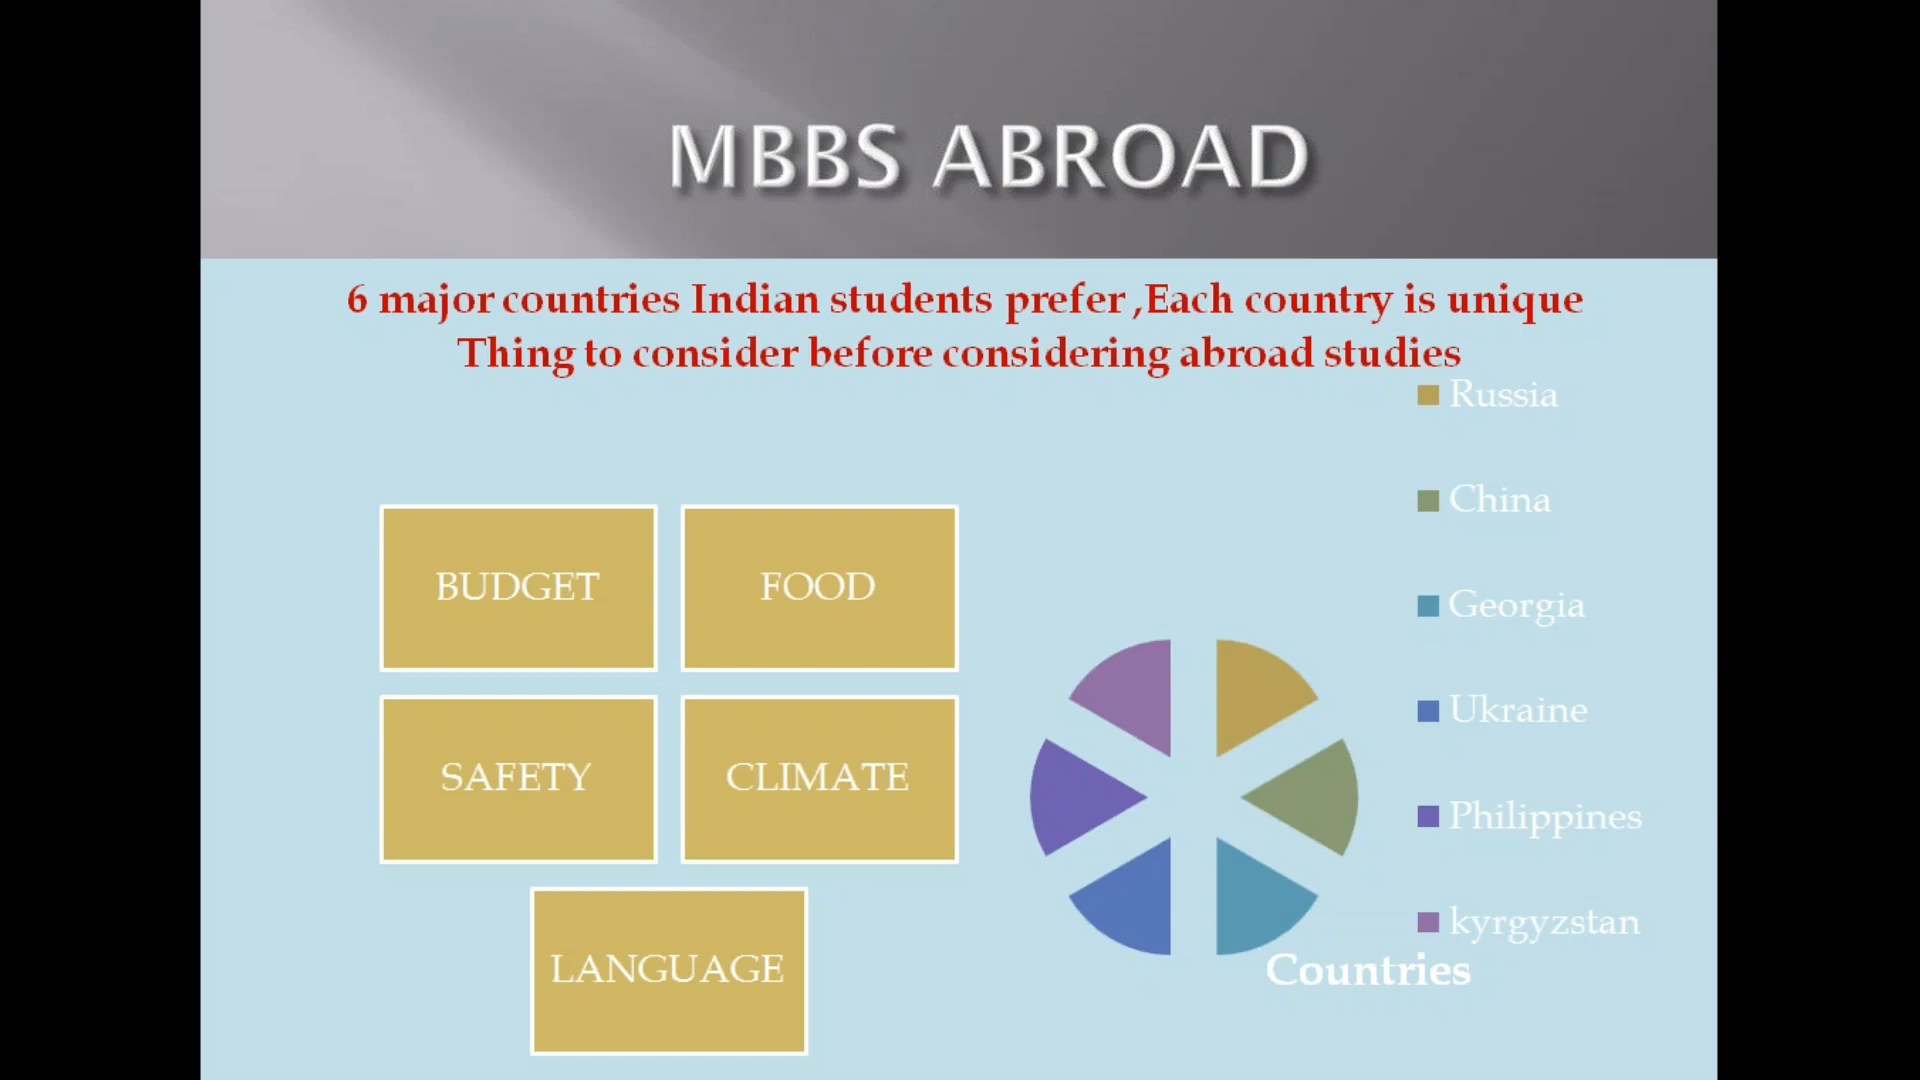 MBBS ABROAD
6 major countries Indian students prefer ,Each country is unique
Thing to consider before considering abroad studies
BUDGET
FOOD
SAFETY
CLIMATE
LANGUAGE
Russia
China
Georgia
Ukraine
Philippines
kyrgyzstan
Countries